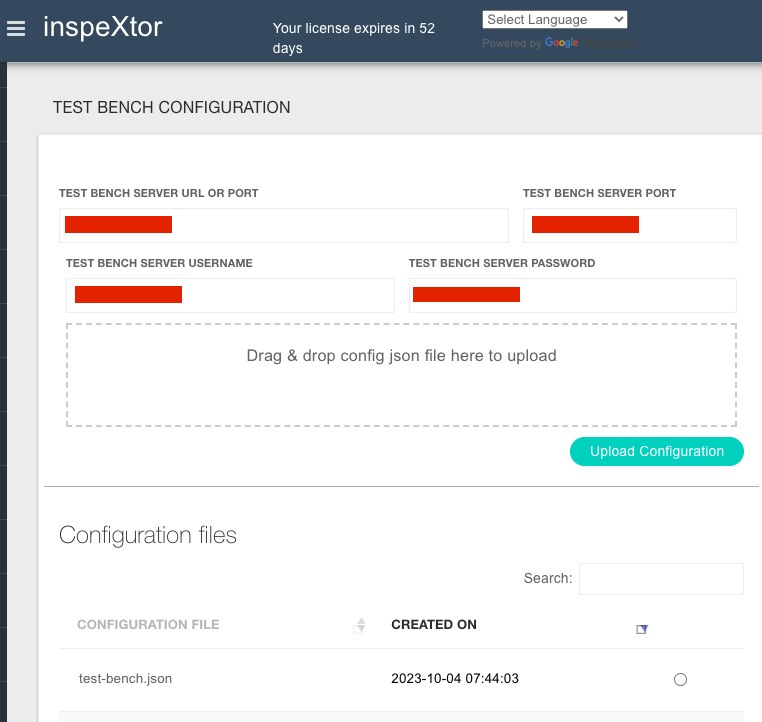 inspeXtor
Your license expires in 52
days
Select Language
Powered by Google
TEST BENCH CONFIGURATION
TEST BENCH SERVER URL OR PORT
TEST BENCH SERVER PORT
TEST BENCH SERVER USERNAME
TEST BENCH SERVER PASSWORD
Drag & drop config json file here to upload
Upload Configuration
Configuration files
Search:
CONFIGURATION FILE
CREATED ON
test-bench.json
2023-10-04 07:44:03